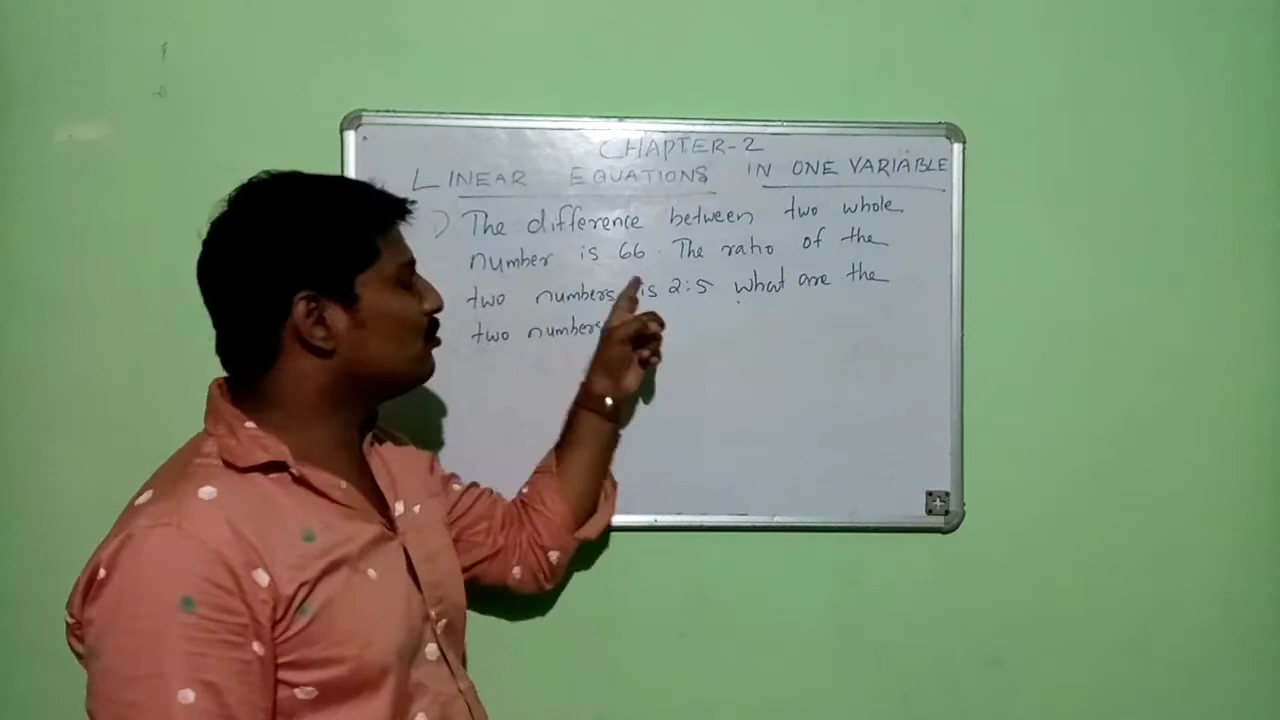 CHAPTER-2
LINEAR EQUATIONS IN ONE VARIABLE
1) The difference between two whole
number is 66. The ratio of the
two numbers is 2:5 what are the
two numbers